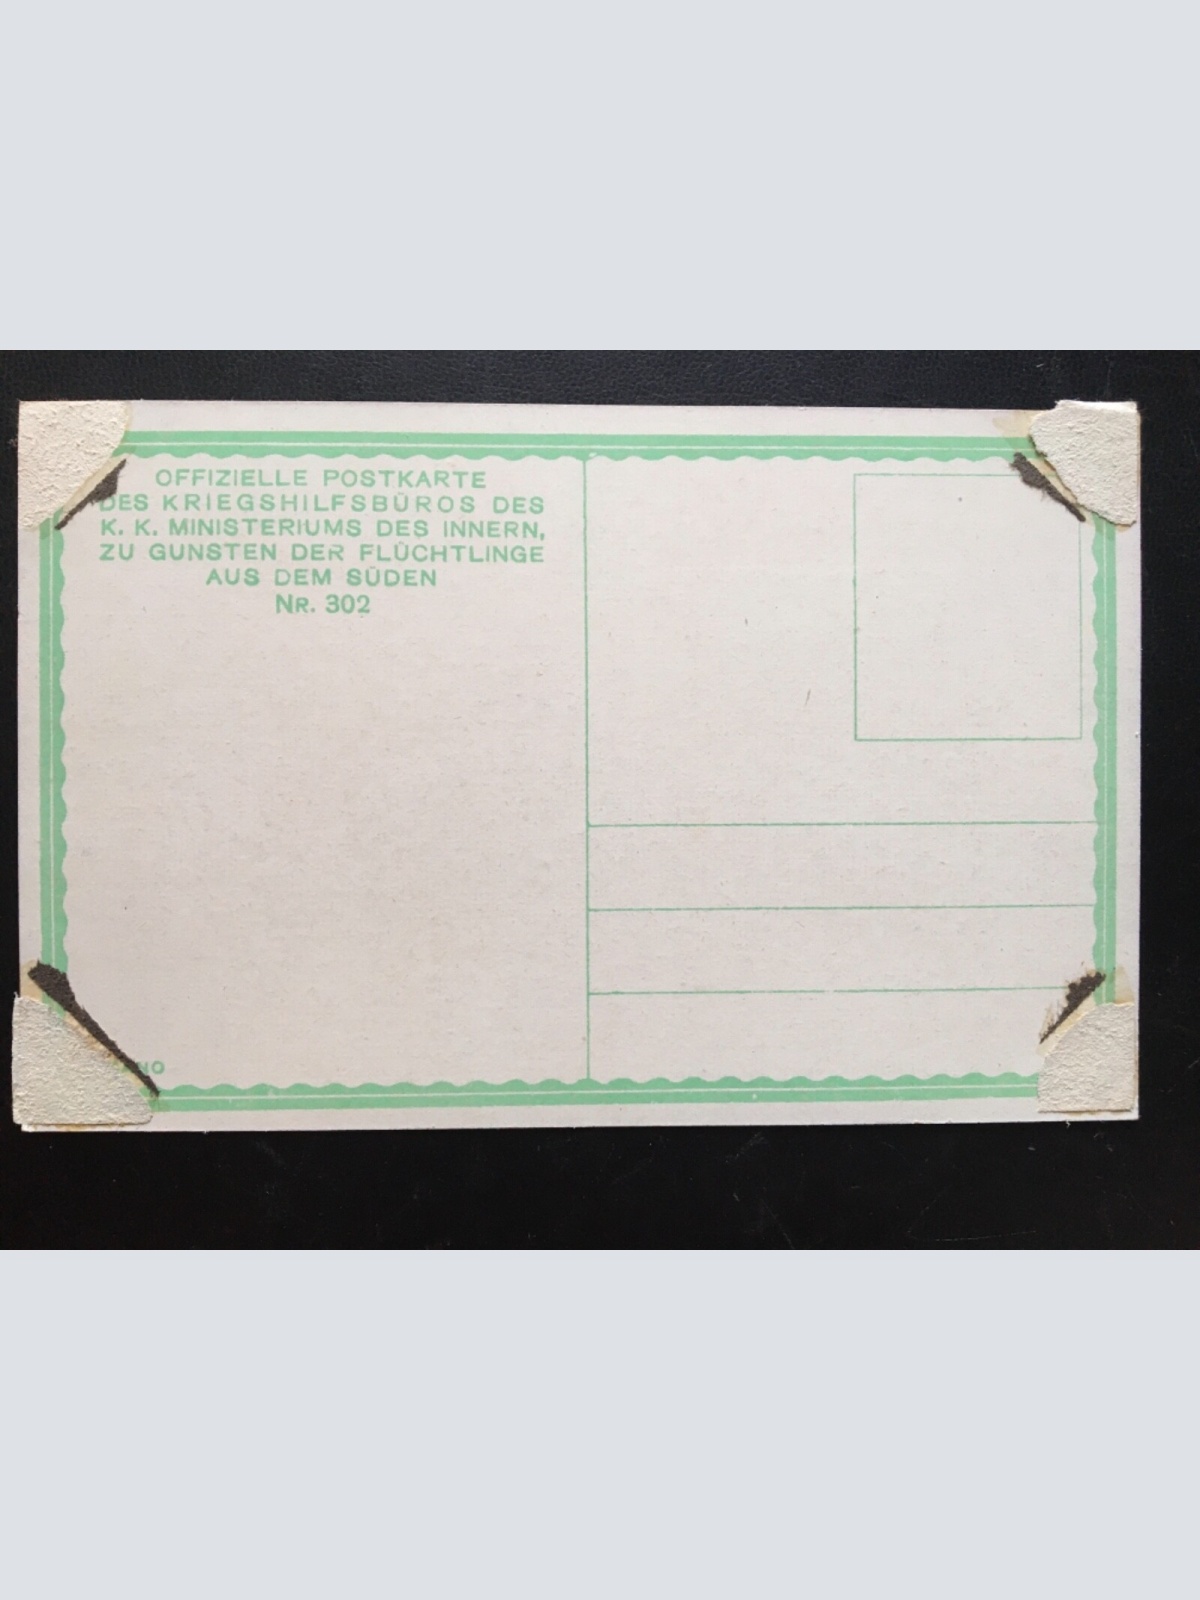 OFFIZIELLE POSTKARTE
DES KRIEGSHILFSBÜROS DES
K. K. MINISTERIUMS DES INNERN,
ZU GUNSTEN DER FLÜCHTLINGE
AUS DEM SÜDEN
NR. 302